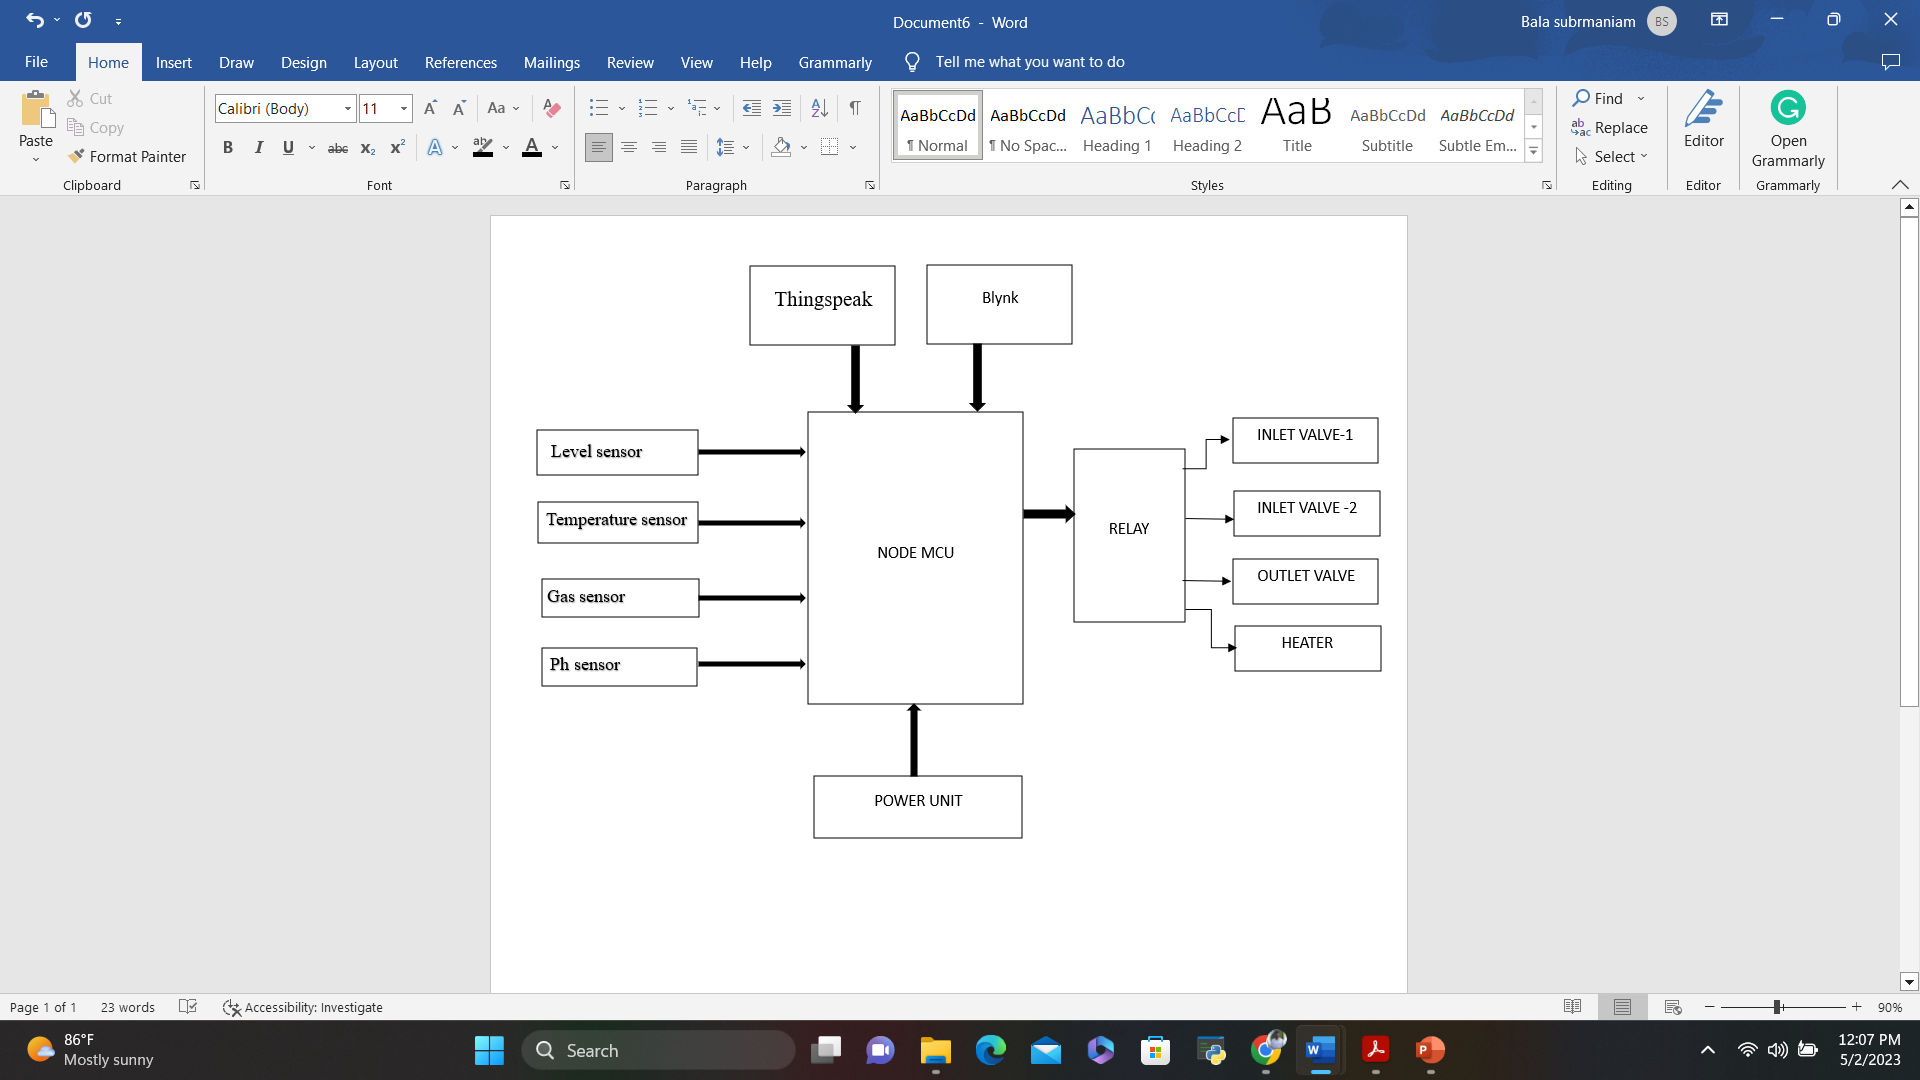 Document6 - Word
Bala subrmaniam
BS
File
Home
Insert
Draw
Design
Layout
References
Mailings
Review
View
Help
Grammarly
Tell me what you want to do
Paste
Cut
Copy
Format Painter
Clipboard
Calibri (Body)
11
Aa
B I U abc x₂ x²
A
Font
Paragraph
AaBbCcDd
¶ Normal
AaBbCcDd
¶ No Spac...
AaBbCc
Heading 1
AaBbCcD
Heading 2
AaB
Title
AaBbCcDd
Subtitle
AaBbCcDd
Subtle Em...
Styles
Find
Replace
Select
Editing
Editor
Editor
Open
Grammarly
Grammarly
Thingspeak
Blynk
Level sensor
Temperature sensor
Gas sensor
Ph sensor
NODE MCU
RELAY
INLET VALVE-1
INLET VALVE -2
OUTLET VALVE
HEATER
POWER UNIT
Page 1 of 1
23 words
Accessibility: Investigate
90%
86°F
Mostly sunny
Search
12:07 PM
5/2/2023